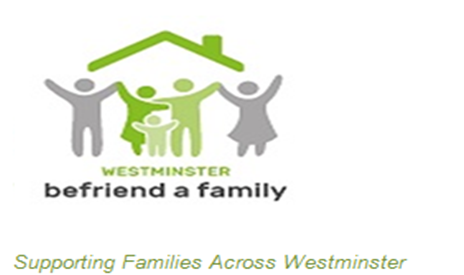 WESTMINSTER
befriend a family
Supporting Families Across Westminster